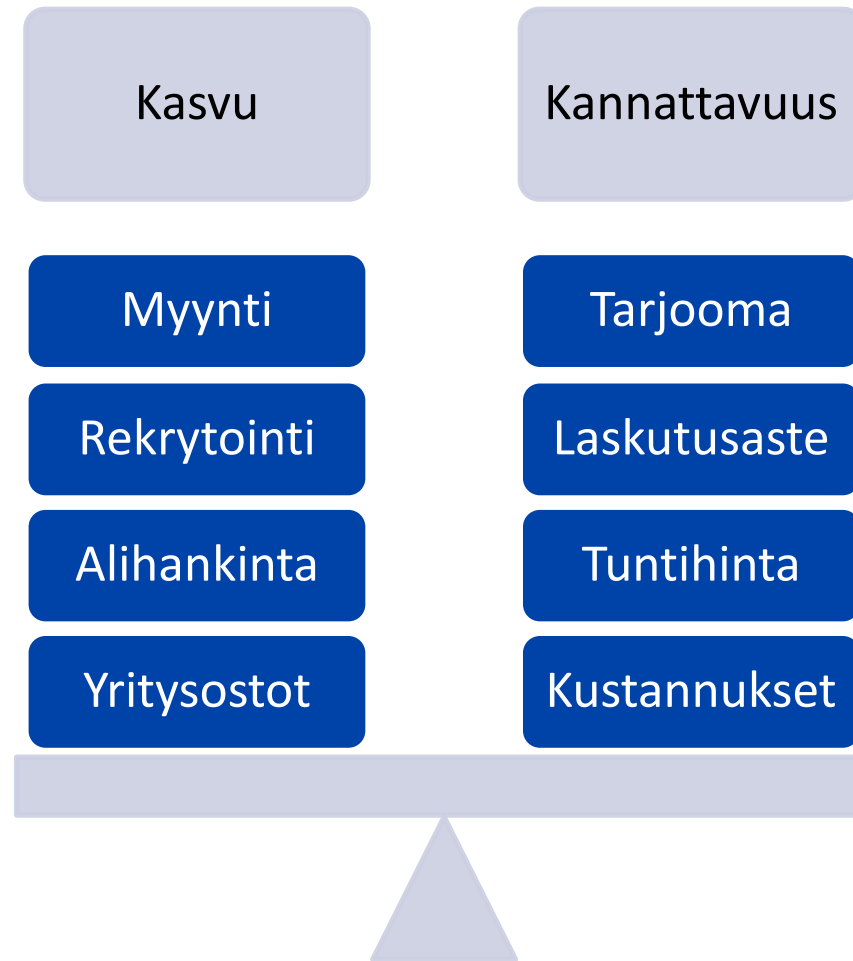 Kasvu
Kannattavuus
Myynti
Tarjooma
Rekrytointi
Laskutusaste
Alihankinta
Tuntihinta
Yritysostot
Kustannukset